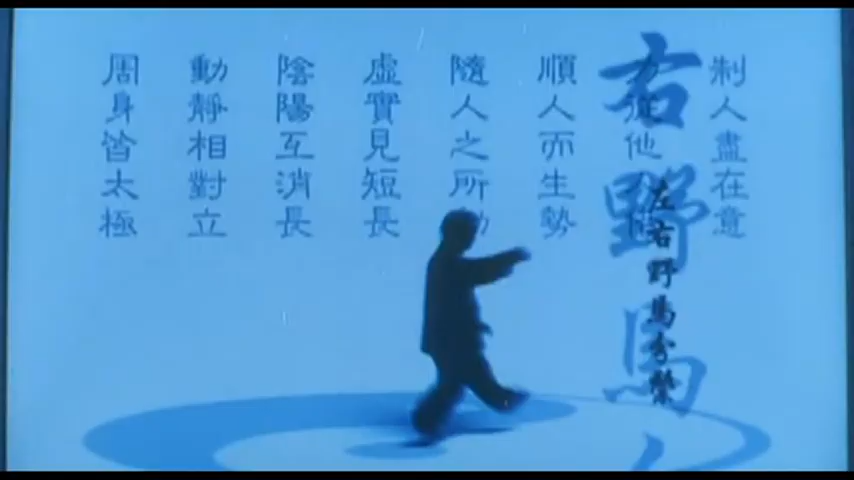 制人盡在意
他
右野馬
左右野馬分鬃
順人而生勢
隨人之所
虛實見短長
陰陽互消長
動靜相對立
周身皆太極